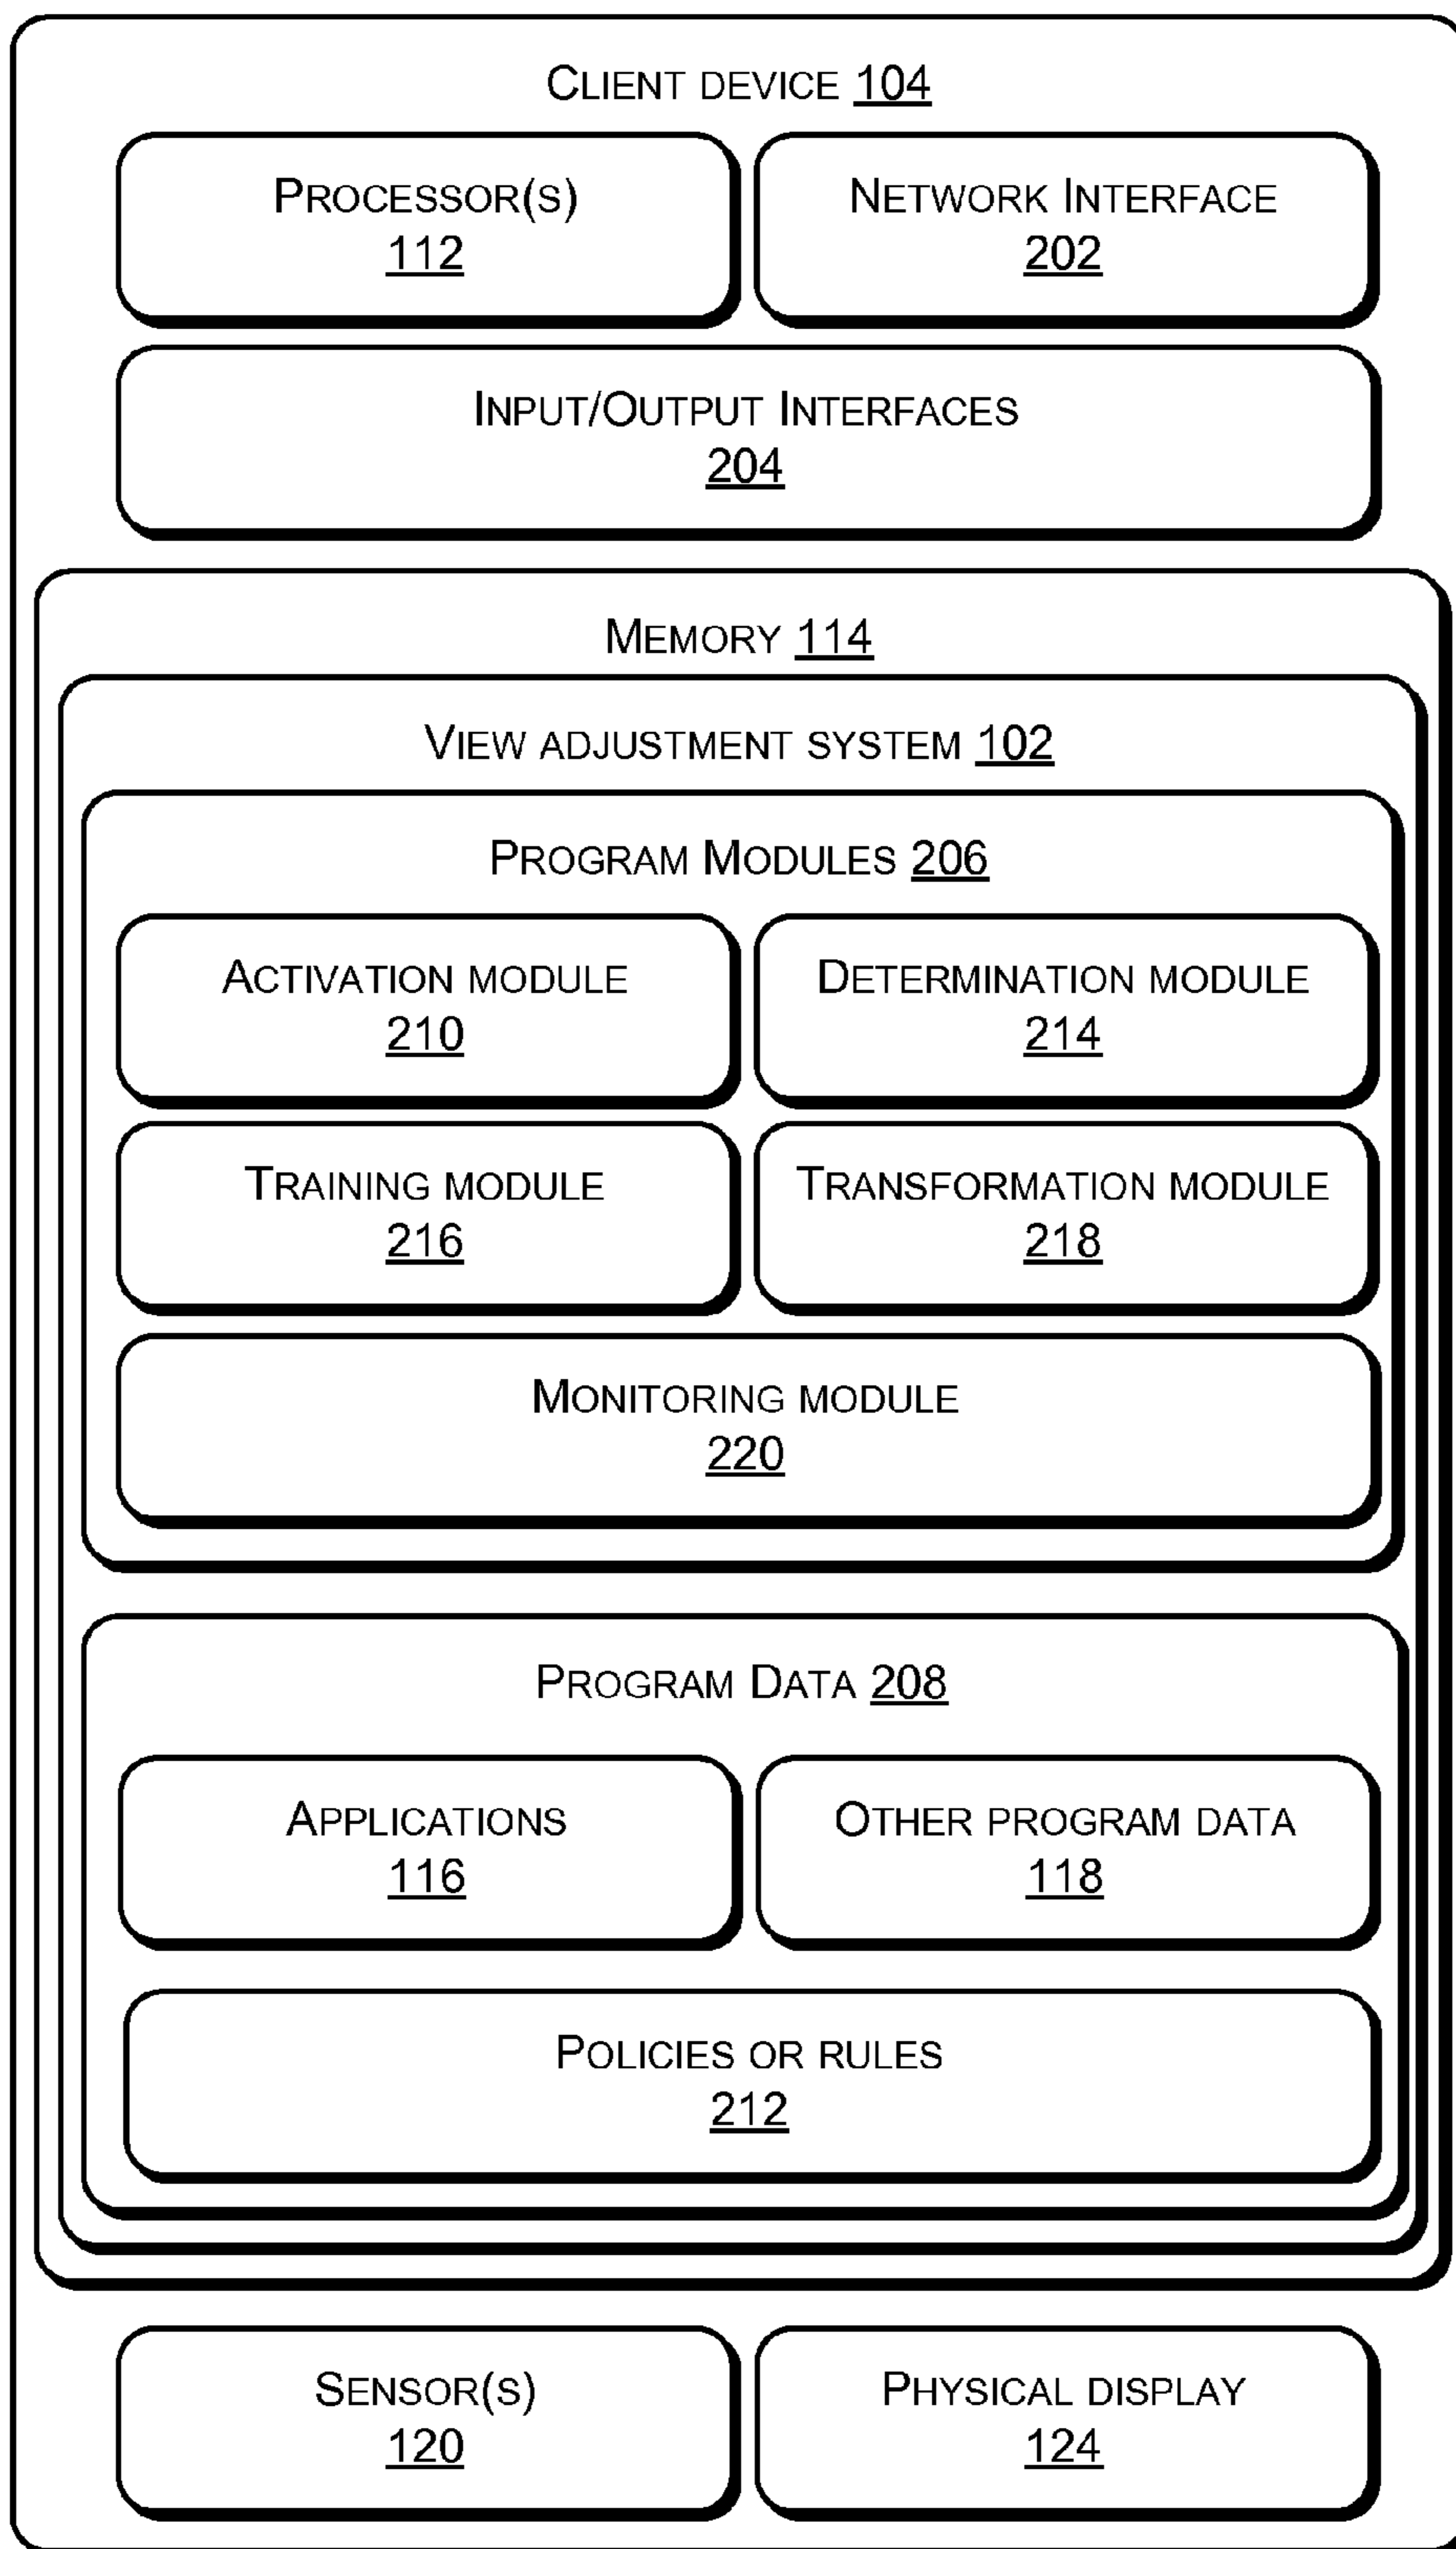 Client device 104
Processor(s)
112
Network Interface
202
Input/Output Interfaces
204
Memory 114
View adjustment system 102
Program Modules 206
Activation module
210
Determination module
214
Training module
216
Transformation module
218
Monitoring module
220
Program Data 208
Applications
116
Other program data
118
Policies or rules
212
Sensor(s)
120
Physical display
124